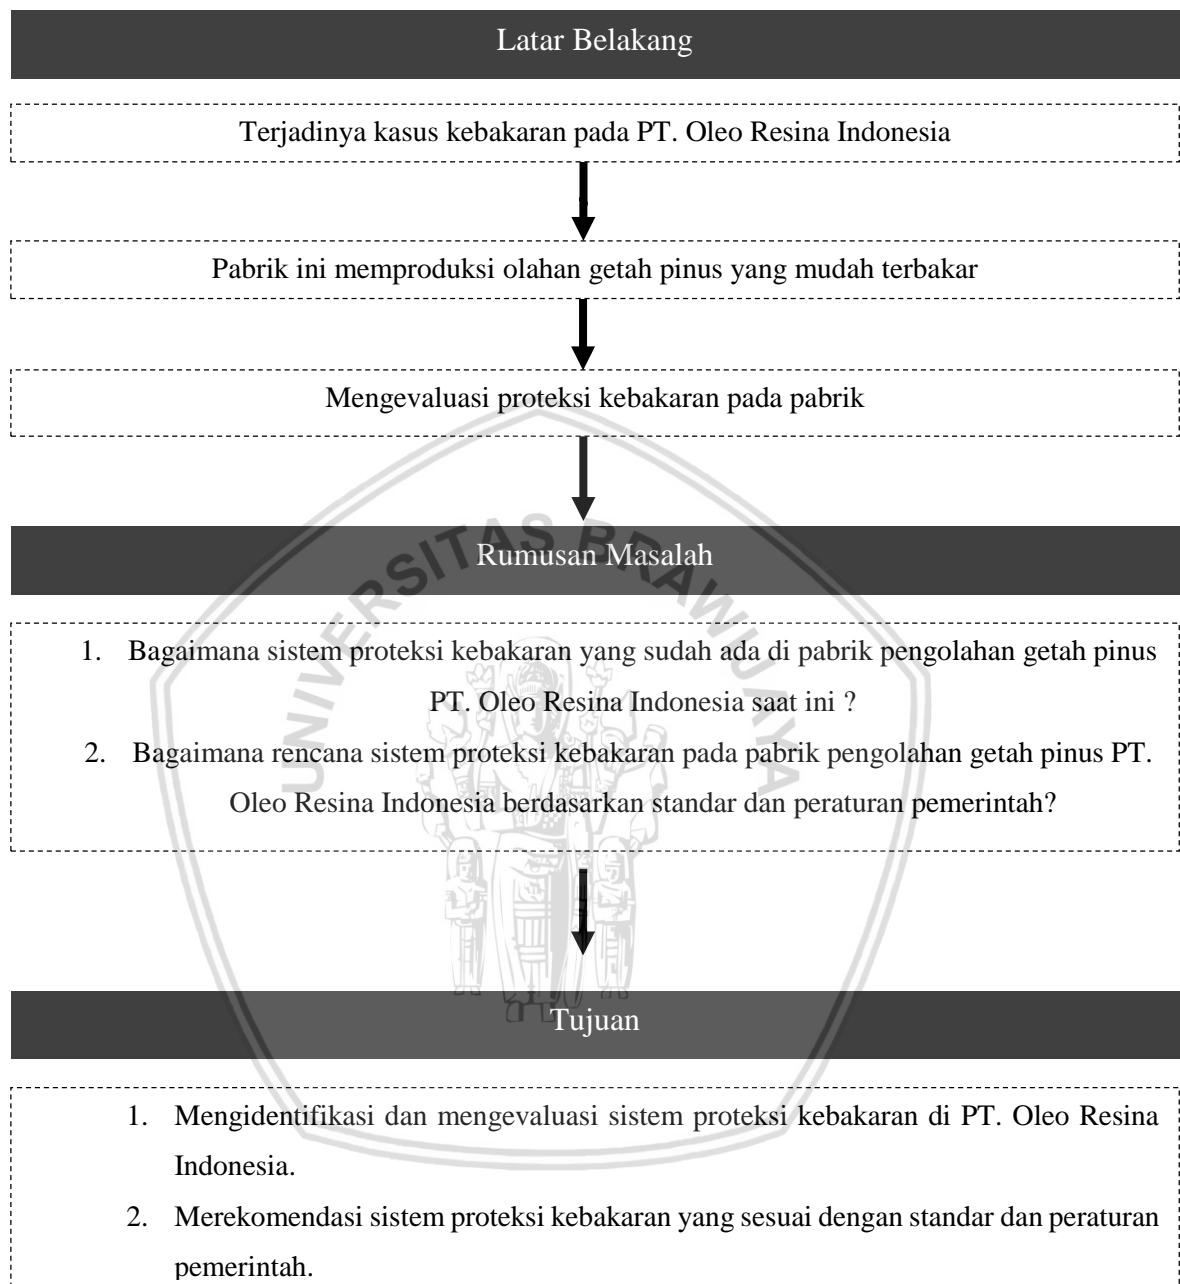 Latar Belakang
Terjadinya kasus kebakaran pada PT. Oleo Resina Indonesia
Pabrik ini memproduksi olahan getah pinus yang mudah terbakar
Mengevaluasi proteksi kebakaran pada pabrik
UNIVERSITAS BRAWIJAYA
Rumusan Masalah
1. Bagaimana sistem proteksi kebakaran yang sudah ada di pabrik pengolahan getah pinus
PT. Oleo Resina Indonesia saat ini ?
2. Bagaimana rencana sistem proteksi kebakaran pada pabrik pengolahan getah pinus PT.
Oleo Resina Indonesia berdasarkan standar dan peraturan pemerintah?
Tujuan
1. Mengidentifikasi dan mengevaluasi sistem proteksi kebakaran di PT. Oleo Resina
Indonesia.
2. Merekomendasi sistem proteksi kebakaran yang sesuai dengan standar dan peraturan
pemerintah.